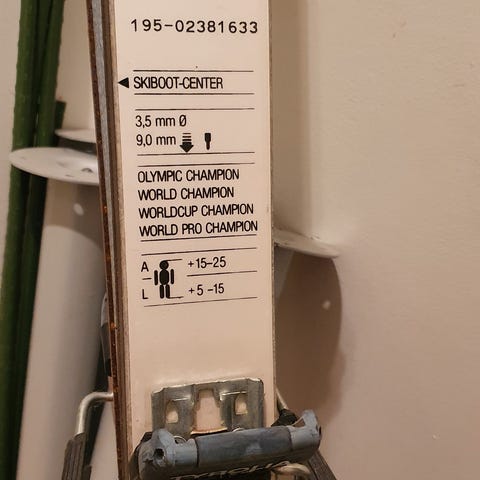 195-02381633
◄ SKIBOOT-CENTER
3,5 mm Ø
9,0 mm
OLYMPIC CHAMPION
WORLD CHAMPION
WORLDCUP CHAMPION
WORLD PRO CHAMPION
A +15-25
L +5 -15